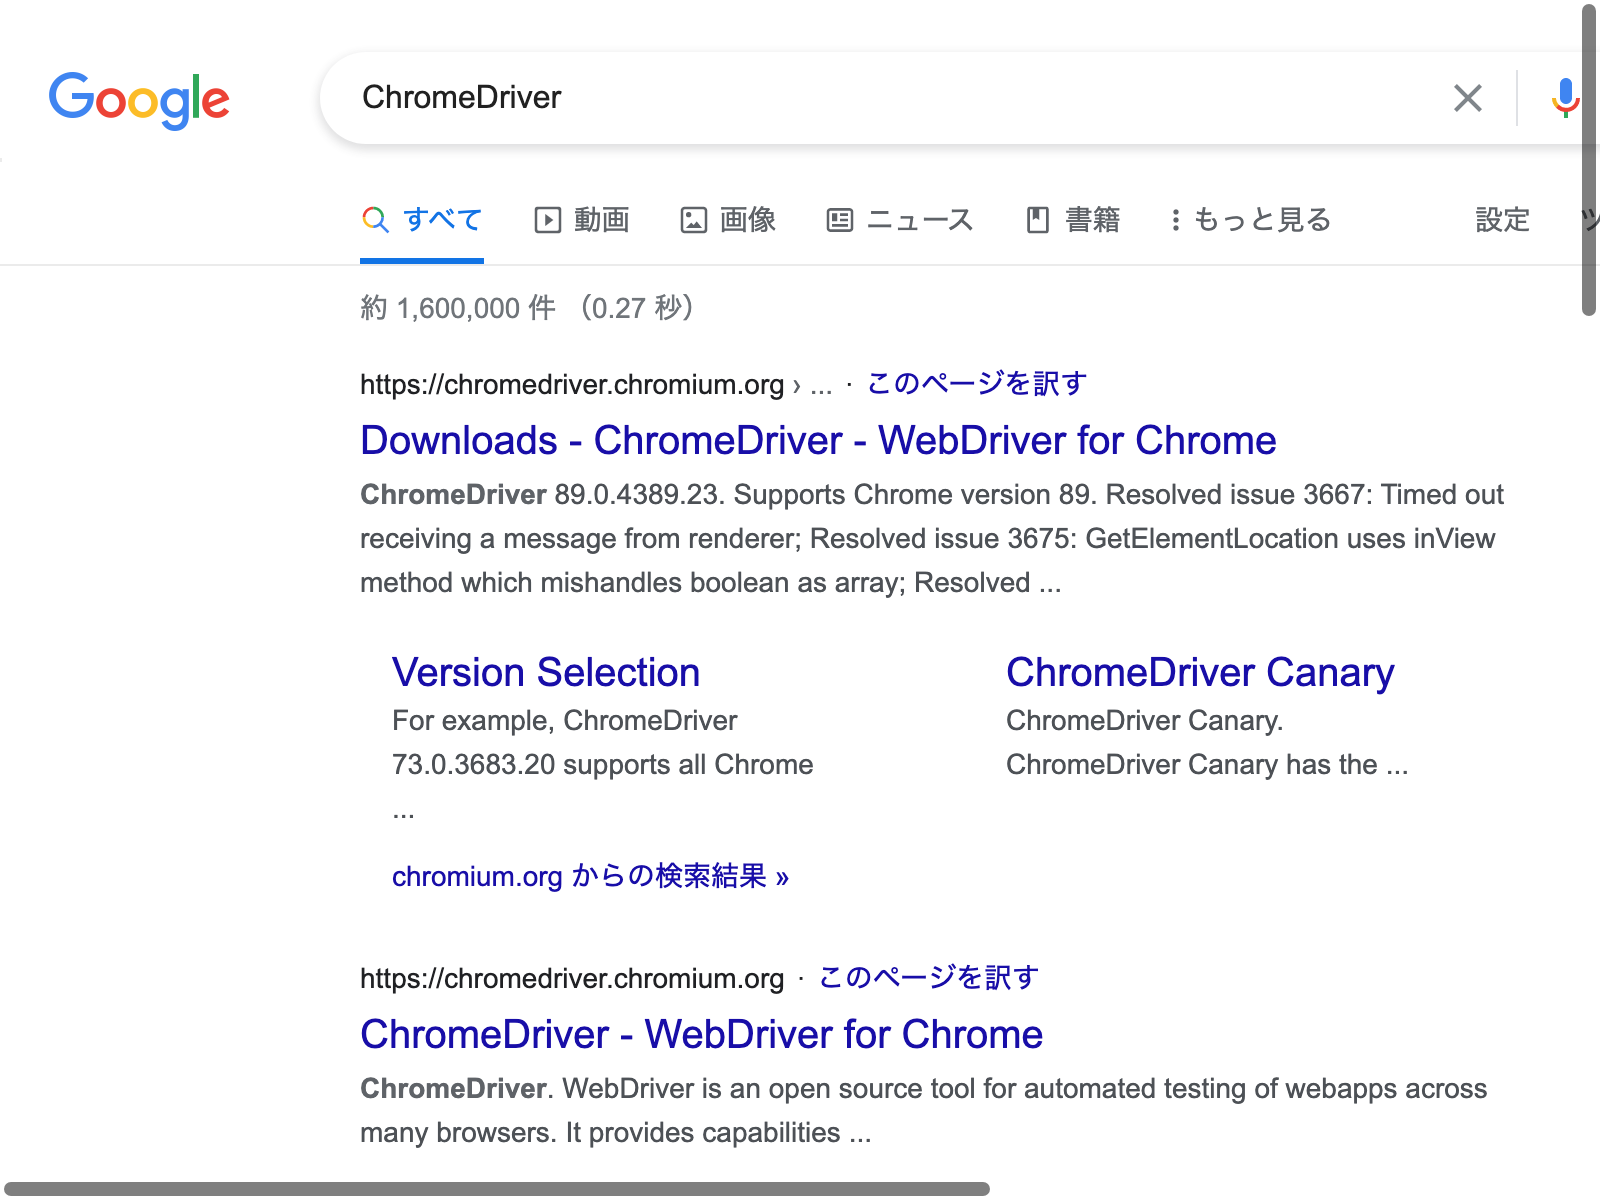 Google
ChromeDriver
すべて 動画 画像 ニュース 書籍 もっと見る 設定 ツ
約 1,600,000 件 （0.27 秒）
https://chromedriver.chromium.org › ... · このページを訳す
Downloads - ChromeDriver - WebDriver for Chrome
ChromeDriver 89.0.4389.23. Supports Chrome version 89. Resolved issue 3667: Timed out
receiving a message from renderer; Resolved issue 3675: GetElementLocation uses inView
method which mishandles boolean as array; Resolved ...
Version Selection
For example, ChromeDriver
73.0.3683.20 supports all Chrome
...
ChromeDriver Canary
ChromeDriver Canary.
ChromeDriver Canary has the ...
chromium.org からの検索結果 »
https://chromedriver.chromium.org · このページを訳す
ChromeDriver - WebDriver for Chrome
ChromeDriver. WebDriver is an open source tool for automated testing of webapps across
many browsers. It provides capabilities ...